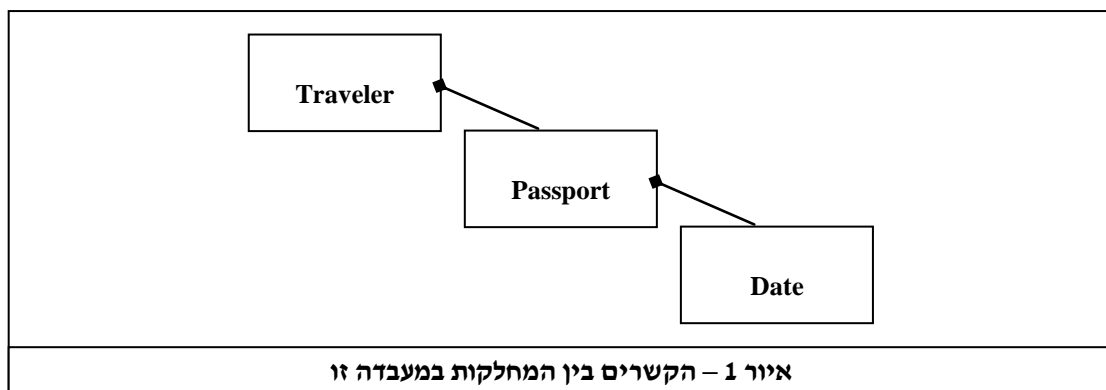 Traveler
Passport
Date
איור 1 – הקשרים בין המחלקות במעבדה זו